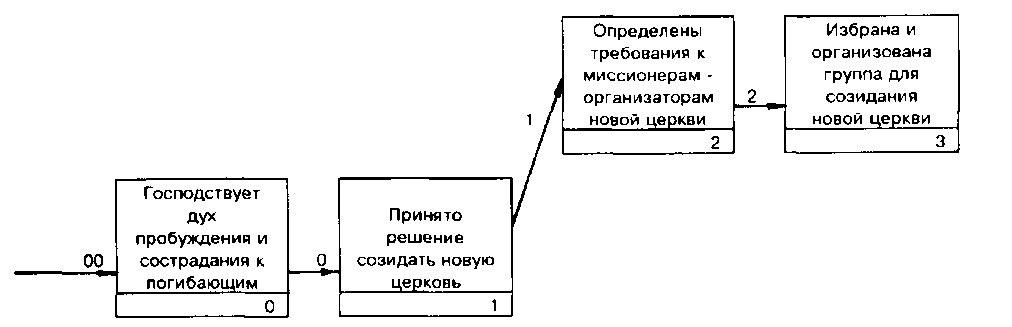 00
Господствует
дух
пробуждения и
сострадания к
погибающим
0
0
Принято
решение
созидать новую
церковь
1
1
Определены
требования к
миссионерам -
организаторам
новой церкви
2
2
Избрана и
организована
группа для
созидания
новой церкви
3